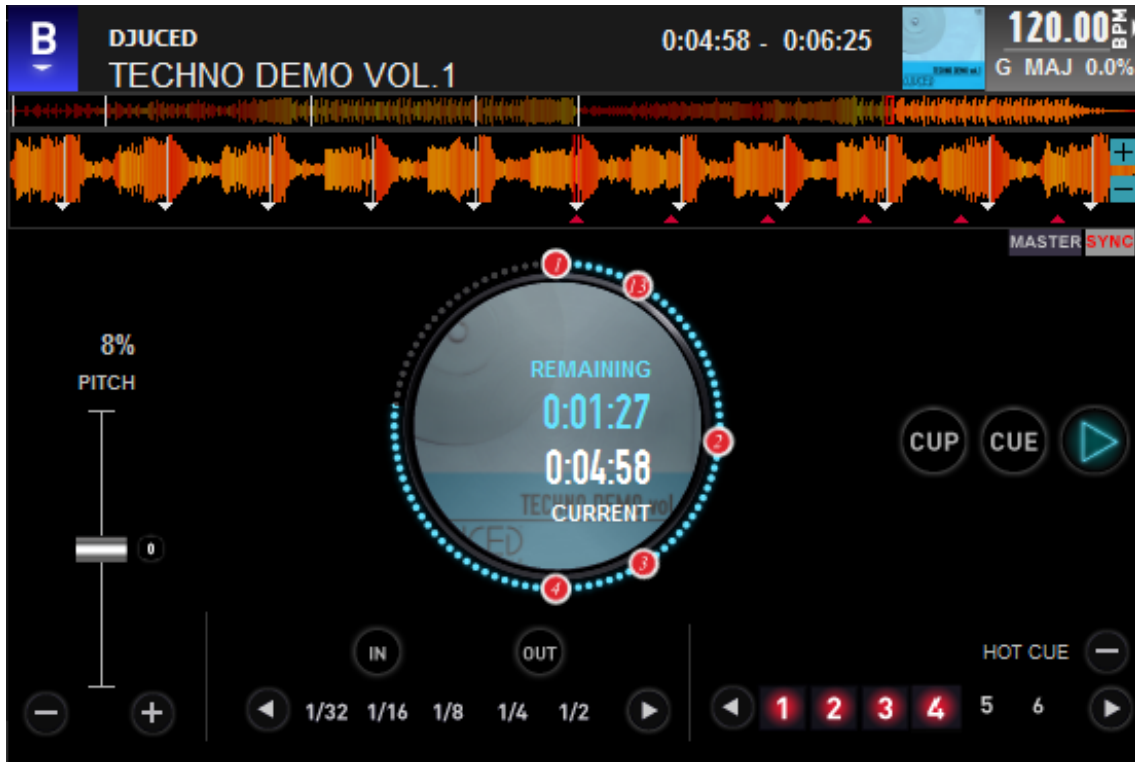 B
DJUCED
TECHNO DEMO VOL.1
0:04:58 - 0:06:25
120.00 BPM
G MAJ 0.0%
+
−
MASTER SYNC
8%
PITCH
0
− +
1
13
2
3
4
REMAINING
0:01:27
0:04:58
TECHNO DEMO vol
CURRENT
CUP CUE
IN OUT
1/32 1/16 1/8 1/4 1/2
HOT CUE −
1 2 3 4 5 6